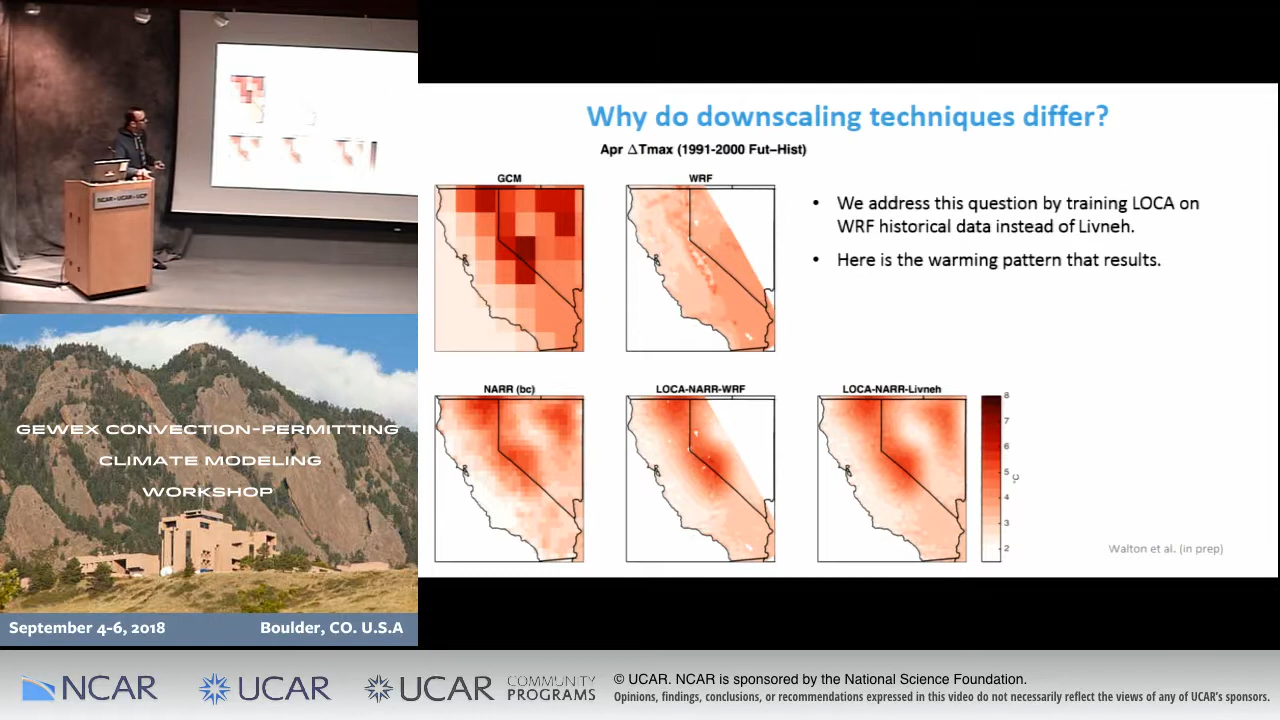 NCAR•UCAR•UCP
GEWEX CONVECTION-PERMITTING
CLIMATE MODELING
WORKSHOP
September 4-6, 2018
Boulder, CO. U.S.A
Why do downscaling techniques differ?
Apr ΔTmax (1991-2000 Fut–Hist)
GCM
WRF
• We address this question by training LOCA on
WRF historical data instead of Livneh.
• Here is the warming pattern that results.
NARR (bc)
LOCA-NARR-WRF
LOCA-NARR-Livneh
8
7
6
5
4
3
2
°C
Walton et al. (in prep)
NCAR
UCAR
UCAR
COMMUNITY
PROGRAMS
© UCAR. NCAR is sponsored by the National Science Foundation.
Opinions, findings, conclusions, or recommendations expressed in this video do not necessarily reflect the views of any of UCAR's sponsors.